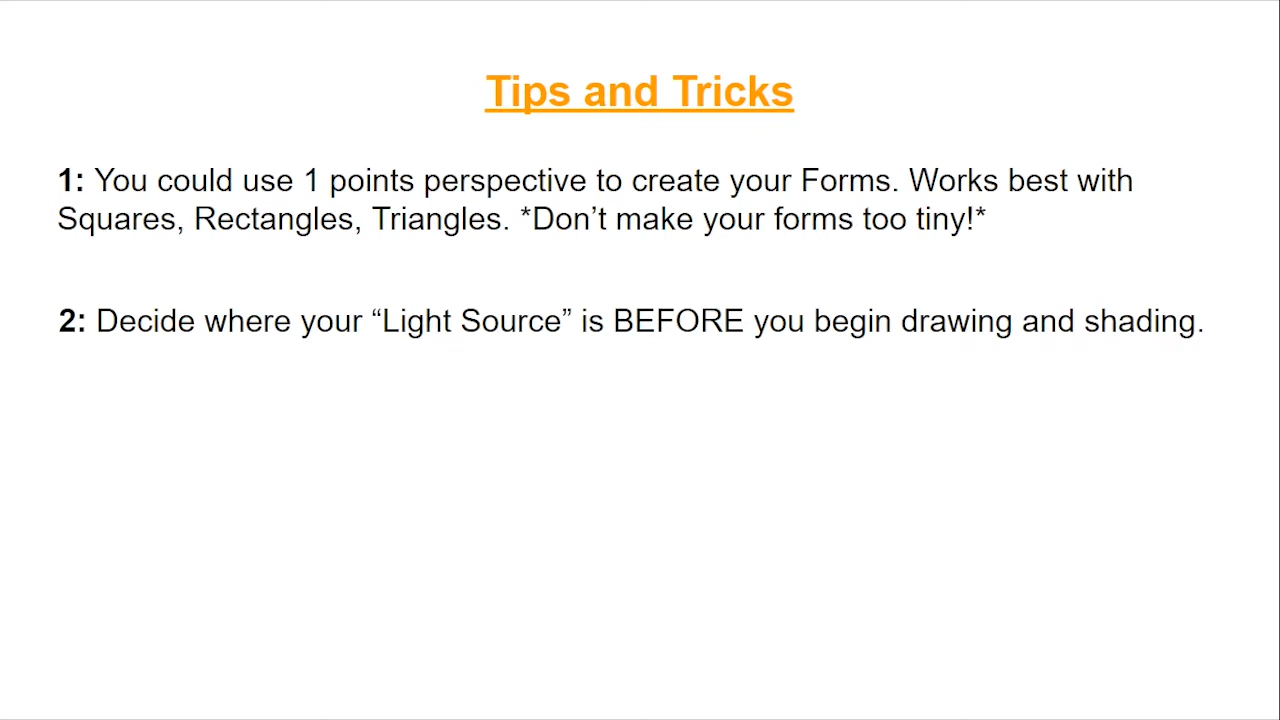 Tips and Tricks
1: You could use 1 points perspective to create your Forms. Works best with
Squares, Rectangles, Triangles. *Don’t make your forms too tiny!*
2: Decide where your “Light Source” is BEFORE you begin drawing and shading.